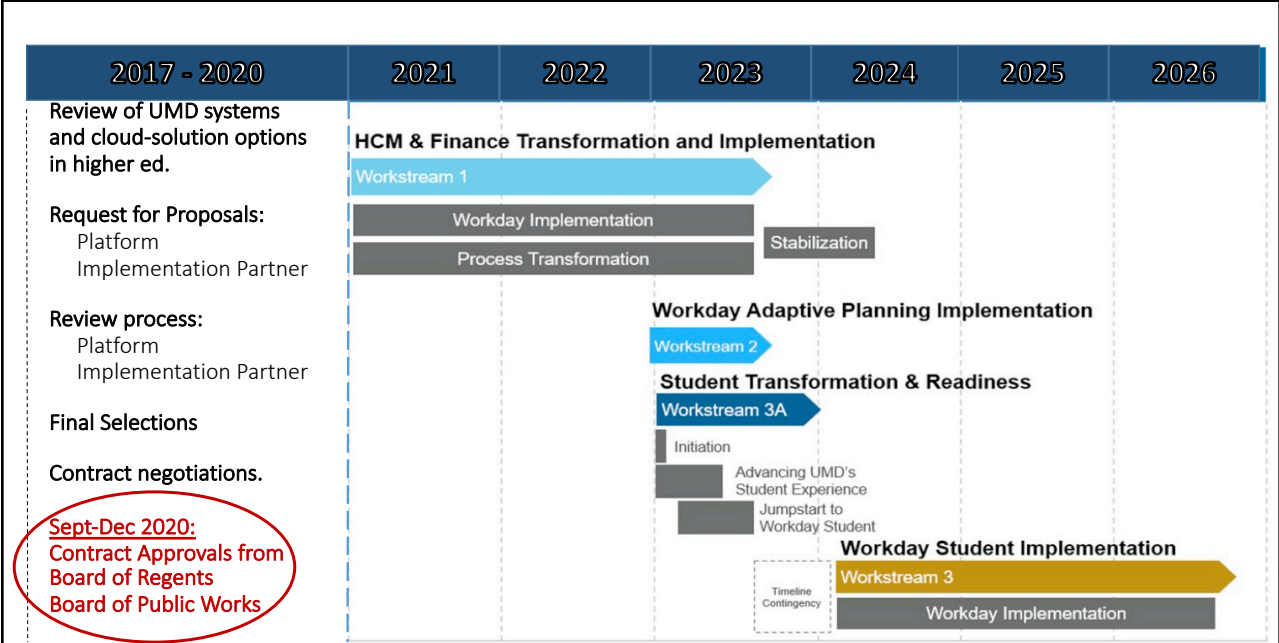 2017 - 2020
2021
2022
2023
2024
2025
2026
Review of UMD systems
and cloud-solution options
in higher ed.
Request for Proposals:
Platform
Implementation Partner
Review process:
Platform
Implementation Partner
Final Selections
Contract negotiations.
Sept-Dec 2020:
Contract Approvals from
Board of Regents
Board of Public Works
HCM & Finance Transformation and Implementation
Workstream 1
Workday Implementation
Process Transformation
Stabilization
Workday Adaptive Planning Implementation
Workstream 2
Student Transformation & Readiness
Workstream 3A
Initiation
Advancing UMD's
Student Experience
Jumpstart to
Workday Student
Workday Student Implementation
Timeline
Contingency
Workstream 3
Workday Implementation